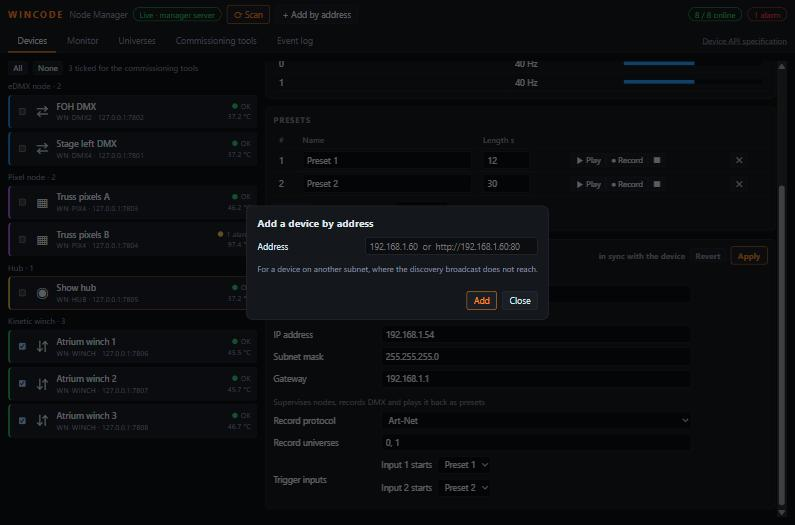 WINCODE Node Manager Live · manager server Scan + Add by address 8 / 8 online 1 alarm
Devices Monitor Universes Commissioning tools Event log Device API specification
All None 3 ticked for the commissioning tools
eDMX node · 2
FOH DMX OK
WN-DMX2 · 127.0.0.1:7802 37.2 °C
Stage left DMX OK
WN-DMX4 · 127.0.0.1:7801 37.2 °C
Pixel node · 2
Truss pixels A OK
WN-PIX4 · 127.0.0.1:7803 46.2
Truss pixels B 1 alarm
WN-PIX4 · 127.0.0.1:7804 97.4
Hub · 1
Show hub OK
WN-HUB · 127.0.0.1:7805 37.2
Kinetic winch · 3
Atrium winch 1 OK
WN-WINCH · 127.0.0.1:7806 45.5 °C
Atrium winch 2 OK
WN-WINCH · 127.0.0.1:7807 45.7 °C
Atrium winch 3 OK
WN-WINCH · 127.0.0.1:7808 46.7 °C
0 40 Hz
1 40 Hz
PRESETS
# Name Length s
1 Preset 1 12 ▶ Play ● Record ■ ✕
2 Preset 2 30 ▶ Play ● Record ■ ✕
Add a device by address
Address 192.168.1.60 or http://192.168.1.60:80
For a device on another subnet, where the discovery broadcast does not reach.
Add Close
in sync with the device Revert Apply
IP address 192.168.1.54
Subnet mask 255.255.255.0
Gateway 192.168.1.1
Supervises nodes, records DMX and plays it back as presets
Record protocol Art-Net
Record universes 0, 1
Trigger inputs
Input 1 starts Preset 1
Input 2 starts Preset 2